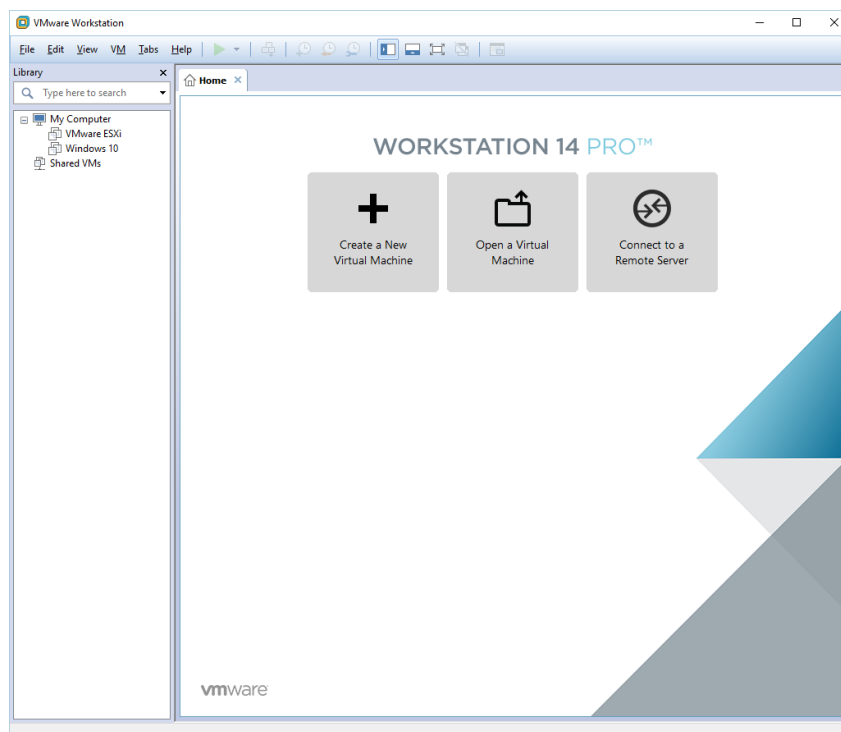 VMware Workstation
File Edit View VM Tabs Help
Library
Type here to search
Home
My Computer
VMware ESXi
Windows 10
Shared VMs
WORKSTATION 14 PRO™
Create a New
Virtual Machine
Open a Virtual
Machine
Connect to a
Remote Server
vmware